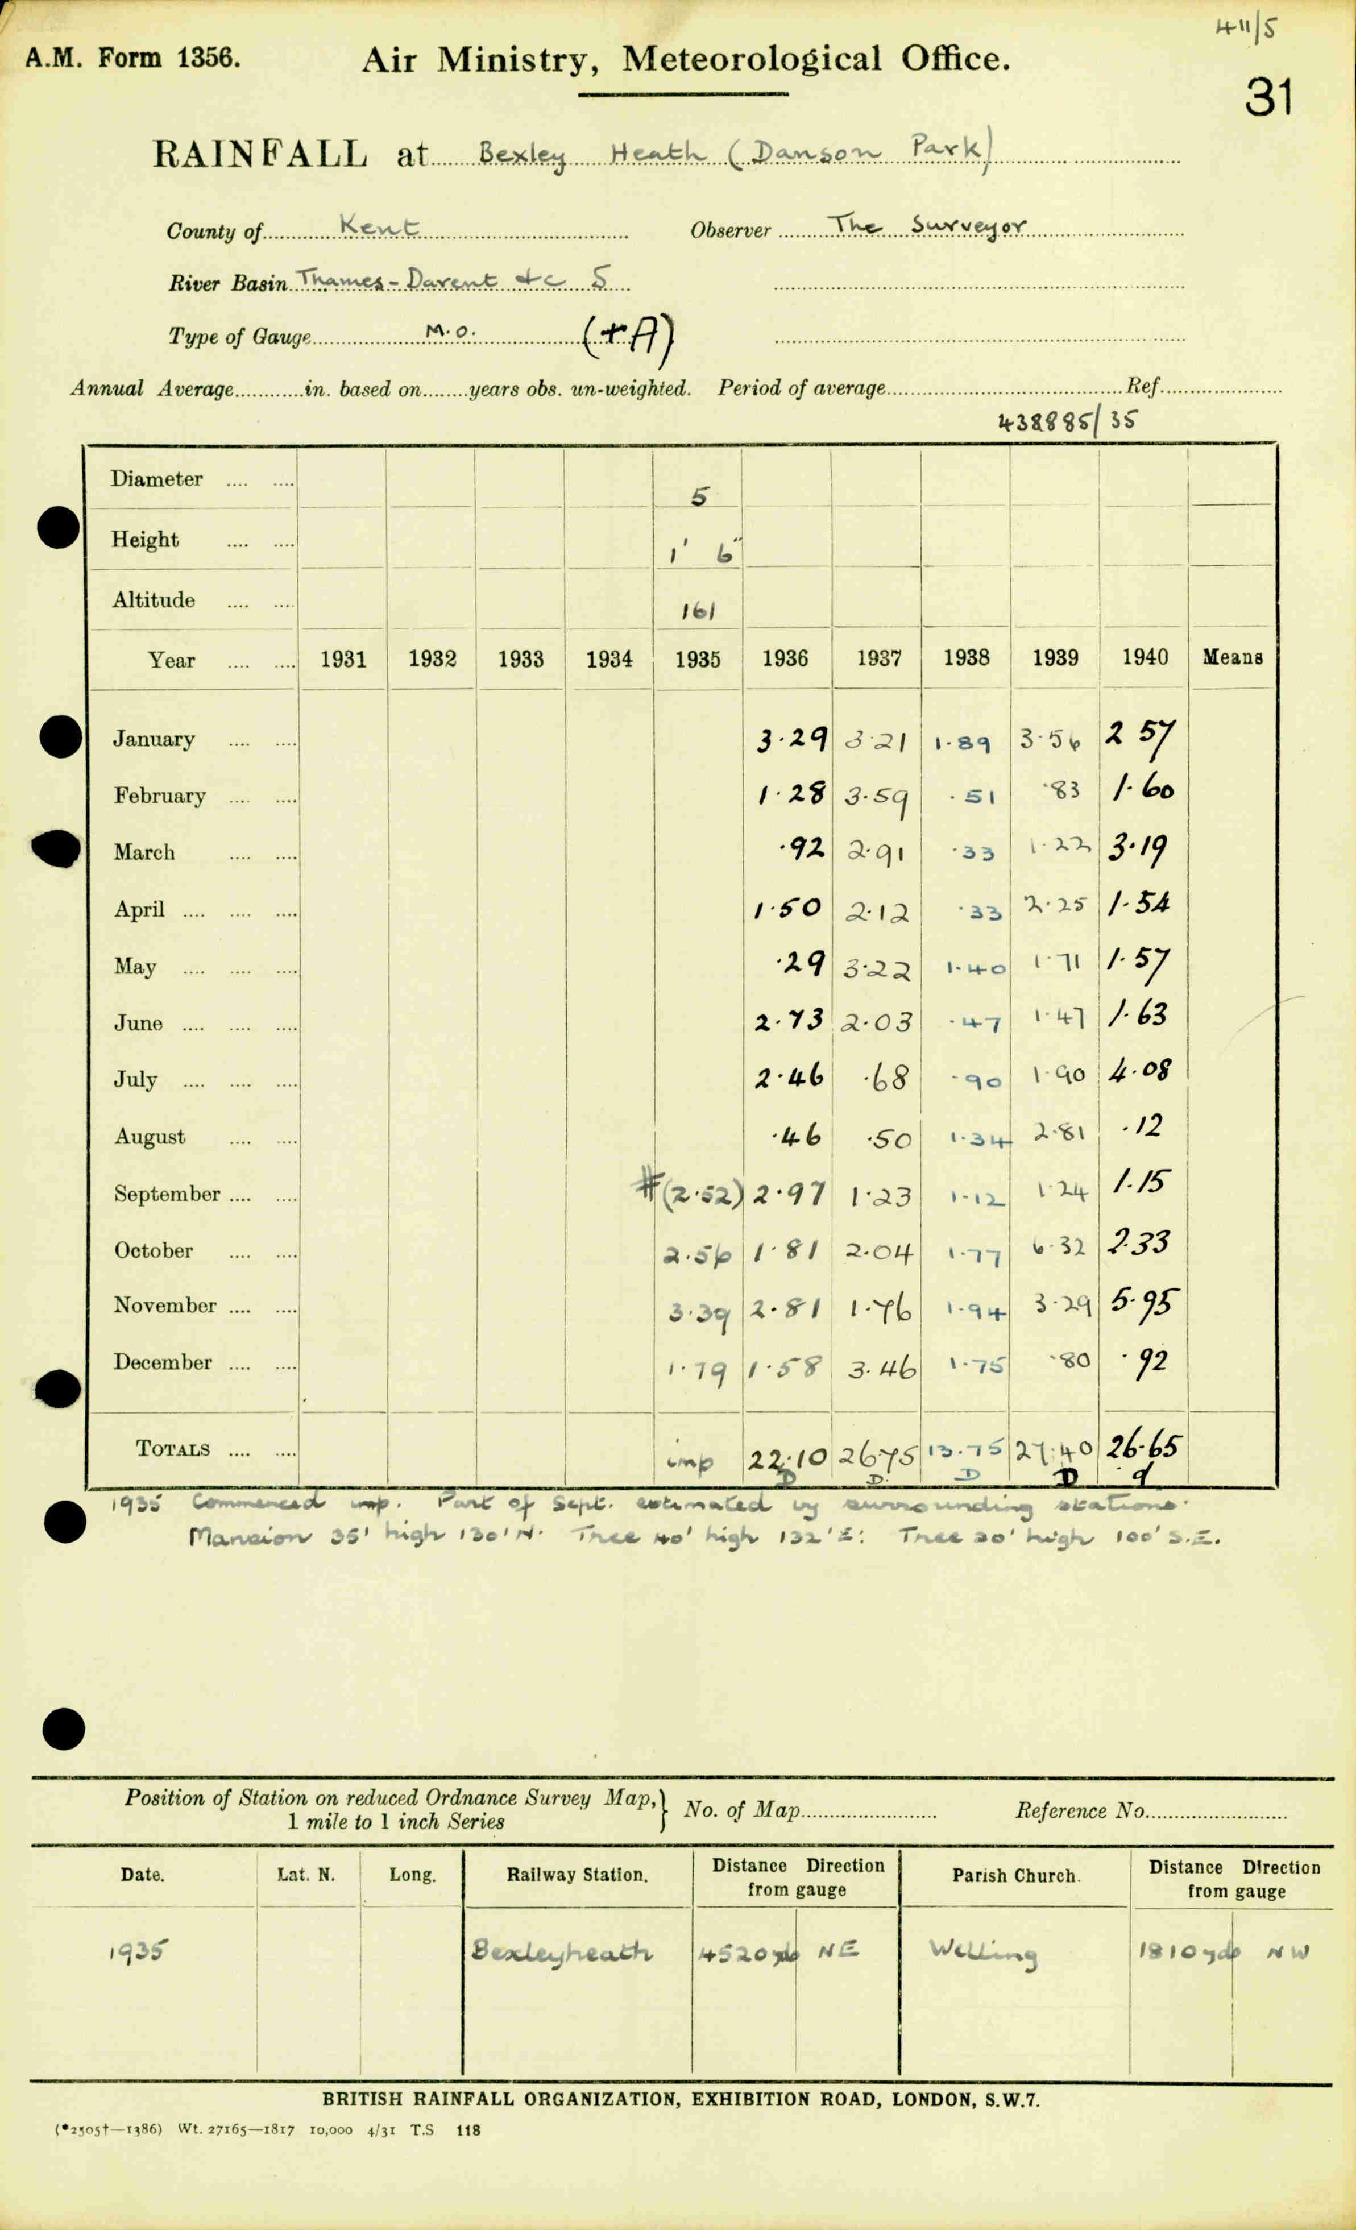 411/5
A.M. Form 1356. Air Ministry, Meteorological Office.
31
RAINFALL at Bexley Heath (Danson Park)
County of Kent Observer The Surveyor
River Basin Thames-Darent &c 5
Type of Gauge M.O. (+A)
Annual Average in. based on years obs. un-weighted. Period of average Ref.
438885/35
Diameter 5
Height 1' 6"
Altitude 161
Year 1931 1932 1933 1934 1935 1936 1937 1938 1939 1940 Means
January 3·29 3·21 1·89 3·56 2 57
February 1·28 3·59 ·51 ·83 1·60
March ·92 2·91 ·33 1·22 3·19
April 1·50 2·12 ·33 2·25 1·54
May ·29 3·22 1·40 1·71 1·57
June 2·73 2·03 ·47 1·47 1·63
July 2·46 ·68 ·90 1·90 4·08
August ·46 ·50 1·34 2·81 ·12
September #(2·52) 2·97 1·23 1·12 1·24 1·15
October 2·56 1·81 2·04 1·77 6·32 2·33
November 3·39 2·81 1·76 1·94 3·29 5·95
December 1·79 1·58 3·46 1·75 ·80 ·92
TOTALS imp 22·10 26·75 13·75 27·40 26·65
D D D D d
1935 Commenced imp. Part of Sept. estimated by surrounding stations.
Mansion 35' high 130' N. Tree 40' high 132' E: Tree 30' high 100' S.E.
Position of Station on reduced Ordnance Survey Map, 1 mile to 1 inch Series } No. of Map Reference No.
Date. Lat. N. Long. Railway Station. Distance Direction from gauge Parish Church. Distance Direction from gauge
1935 Bexleyheath 4520 yds NE Welling 1810 yds NW
BRITISH RAINFALL ORGANIZATION, EXHIBITION ROAD, LONDON, S.W.7.
(*2505†—1386) Wt. 27165—1817 10,000 4/31 T.S 118